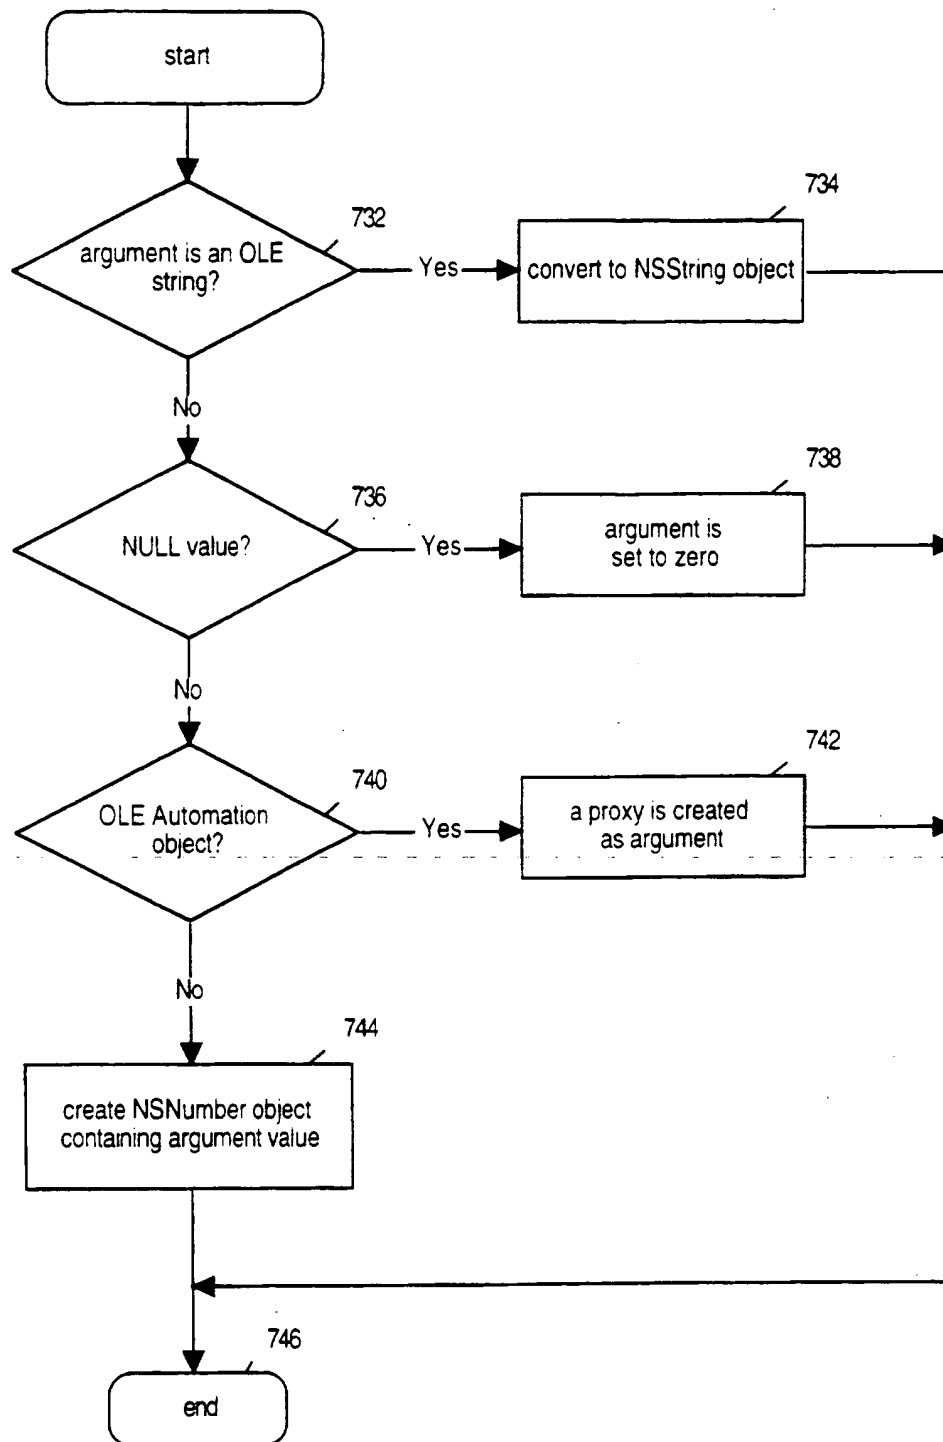 start
732
argument is an OLE
string?
Yes
734
convert to NSString object
No
736
NULL value?
Yes
738
argument is
set to zero
No
740
OLE Automation
object?
Yes
742
a proxy is created
as argument
No
744
create NSNumber object
containing argument value
746
end